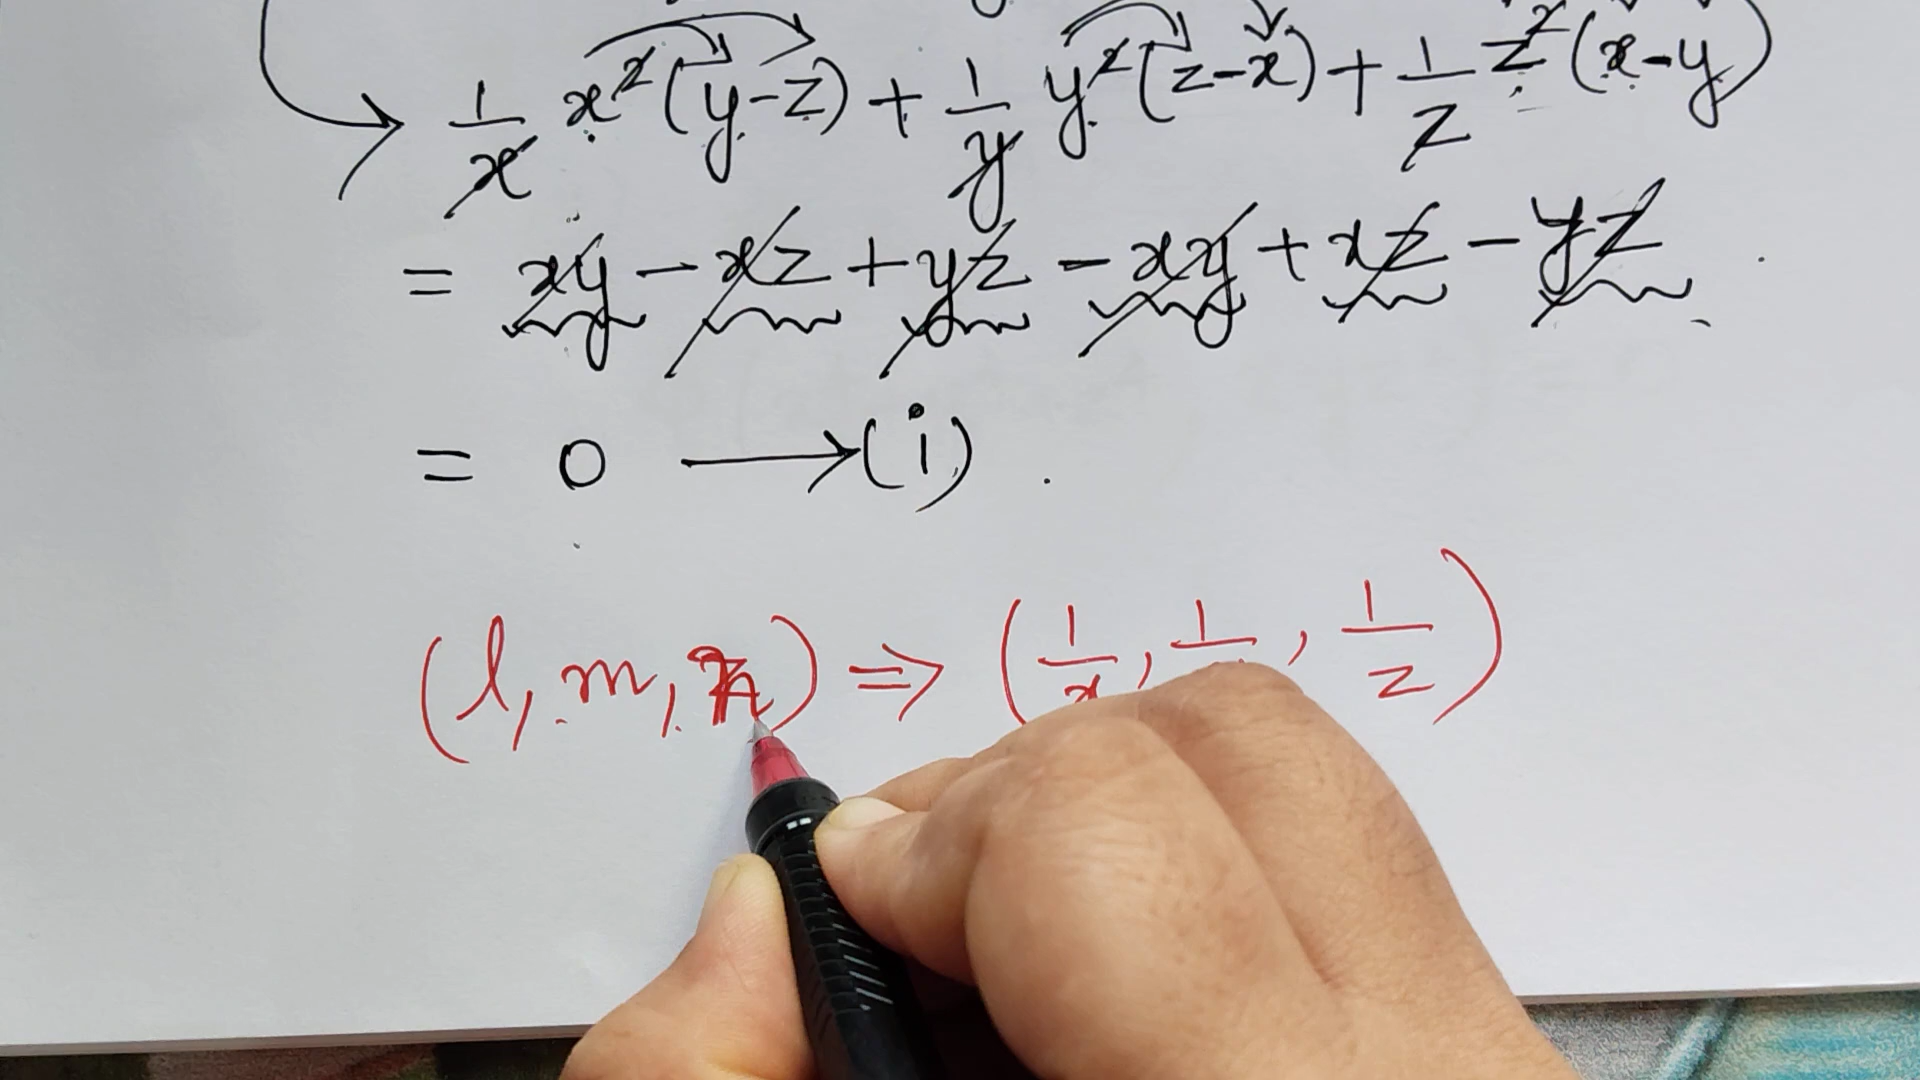 1/x x²(y-z) + 1/y y²(z-x) + 1/z z²(x-y)
= xy - xz + yz - xy + xz - yz
= 0 → (i)
(l, m, n) ⇒ (1/x, 1/, 1/z)